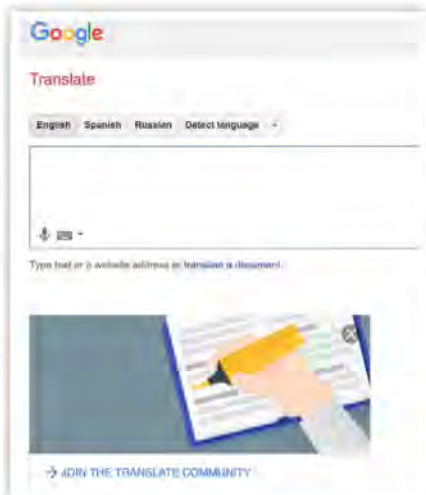 Google
Translate
English Spanish Russian Detect language
Type text or a website address or translate a document.
→ JOIN THE TRANSLATE COMMUNITY